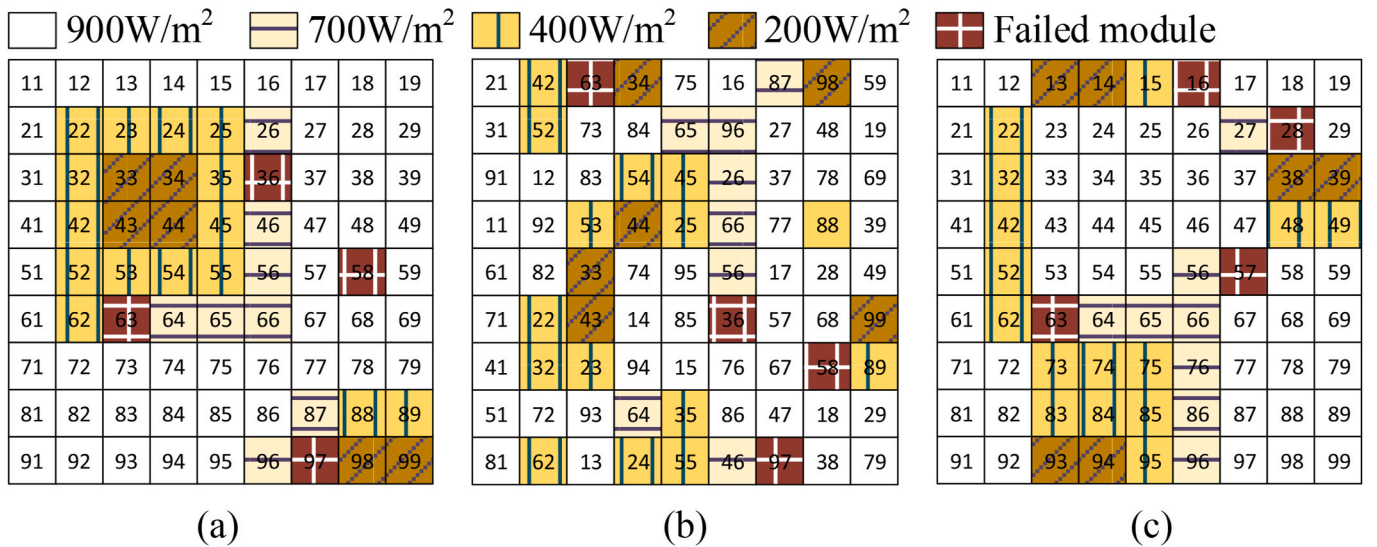 900W/m² 700W/m² 400W/m² 200W/m² Failed module
11 12 13 14 15 16 17 18 19 21 42 63 34 75 16 87 98 59 11 12 13 14 15 16 17 18 19
21 22 23 24 25 26 27 28 29 31 52 73 84 65 96 27 48 19 21 22 23 24 25 26 27 28 29
31 32 33 34 35 36 37 38 39 91 12 83 54 45 26 37 78 69 31 32 33 34 35 36 37 38 39
41 42 43 44 45 46 47 48 49 11 92 53 44 25 66 77 88 39 41 42 43 44 45 46 47 48 49
51 52 53 54 55 56 57 58 59 61 82 33 74 95 56 17 28 49 51 52 53 54 55 56 57 58 59
61 62 63 64 65 66 67 68 69 71 22 43 14 85 36 57 68 99 61 62 63 64 65 66 67 68 69
71 72 73 74 75 76 77 78 79 41 32 23 94 15 76 67 58 89 71 72 73 74 75 76 77 78 79
81 82 83 84 85 86 87 88 89 51 72 93 64 35 86 47 18 29 81 82 83 84 85 86 87 88 89
91 92 93 94 95 96 97 98 99 81 62 13 24 55 46 97 38 79 91 92 93 94 95 96 97 98 99
(a) (b) (c)